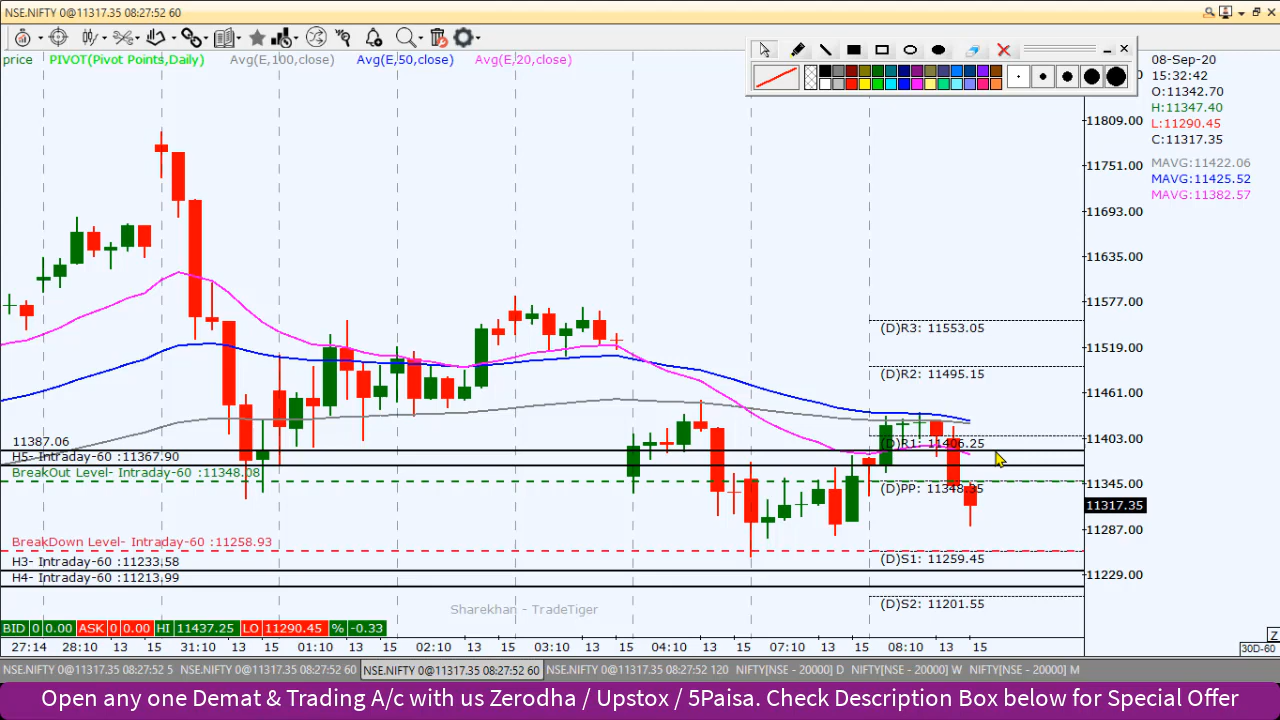 NSE.NIFTY 0@11317.35 08:27:52 60
price PIVOT(Pivot Points,Daily) Avg(E,100,close) Avg(E,50,close) Avg(E,20,close)
08-Sep-20
15:32:42
O:11342.70
H:11347.40
L:11290.45
C:11317.35
MAVG:11422.06
MAVG:11425.52
MAVG:11382.57
11809.00
11751.00
11693.00
11635.00
11577.00
11519.00
11461.00
11403.00
11345.00
11317.35
11287.00
11229.00
(D)R3: 11553.05
(D)R2: 11495.15
(D)R1: 11406.25
(D)PP: 11348.35
(D)S1: 11259.45
(D)S2: 11201.55
11387.06
H5- Intraday-60 :11367.90
BreakOut Level- Intraday-60 :11348.08
BreakDown Level- Intraday-60 :11258.93
H3- Intraday-60 :11233.58
H4- Intraday-60 :11213.99
Sharekhan - TradeTiger
BID 0 0.00 ASK 0 0.00 HI 11437.25 LO 11290.45 % -0.33
Z
27:14 28:10 13 15 31:10 13 15 01:10 13 15 02:10 13 15 03:10 13 15 04:10 13 15 07:10 13 15 08:10 13 15
30D-60
NSE.NIFTY 0@11317.35 08:27:52 5 NSE.NIFTY 0@11317.35 08:27:52 60 NSE.NIFTY 0@11317.35 08:27:52 60 NSE.NIFTY 0@11317.35 08:27:52 120 NIFTY[NSE - 20000] D NIFTY[NSE - 20000] W NIFTY[NSE - 20000] M
Open any one Demat & Trading A/c with us Zerodha / Upstox / 5Paisa. Check Description Box below for Special Offer